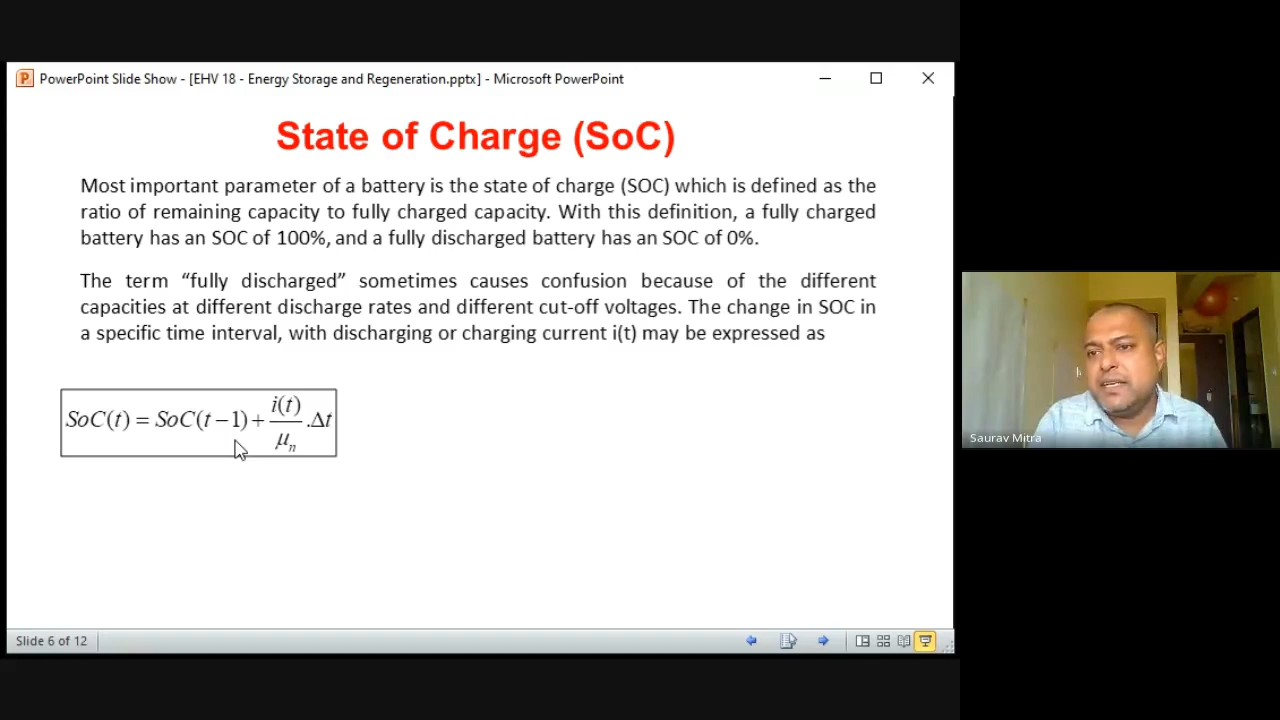 PowerPoint Slide Show - [EHV 18 - Energy Storage and Regeneration.pptx] - Microsoft PowerPoint
State of Charge (SoC)
Most important parameter of a battery is the state of charge (SOC) which is defined as the
ratio of remaining capacity to fully charged capacity. With this definition, a fully charged
battery has an SOC of 100%, and a fully discharged battery has an SOC of 0%.
The term “fully discharged” sometimes causes confusion because of the different
capacities at different discharge rates and different cut-off voltages. The change in SOC in
a specific time interval, with discharging or charging current i(t) may be expressed as
SoC(t) = SoC(t−1) + i(t)/μₙ .Δt
Saurav Mitra
Slide 6 of 12